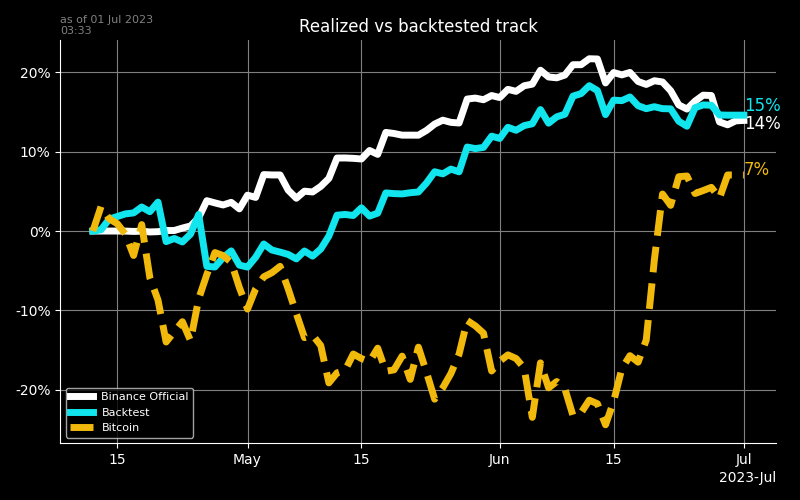 as of 01 Jul 2023
03:33
Realized vs backtested track
20%
10%
0%
-10%
-20%
15%
14%
7%
Binance Official
Backtest
Bitcoin
15
May
15
Jun
15
Jul
2023-Jul